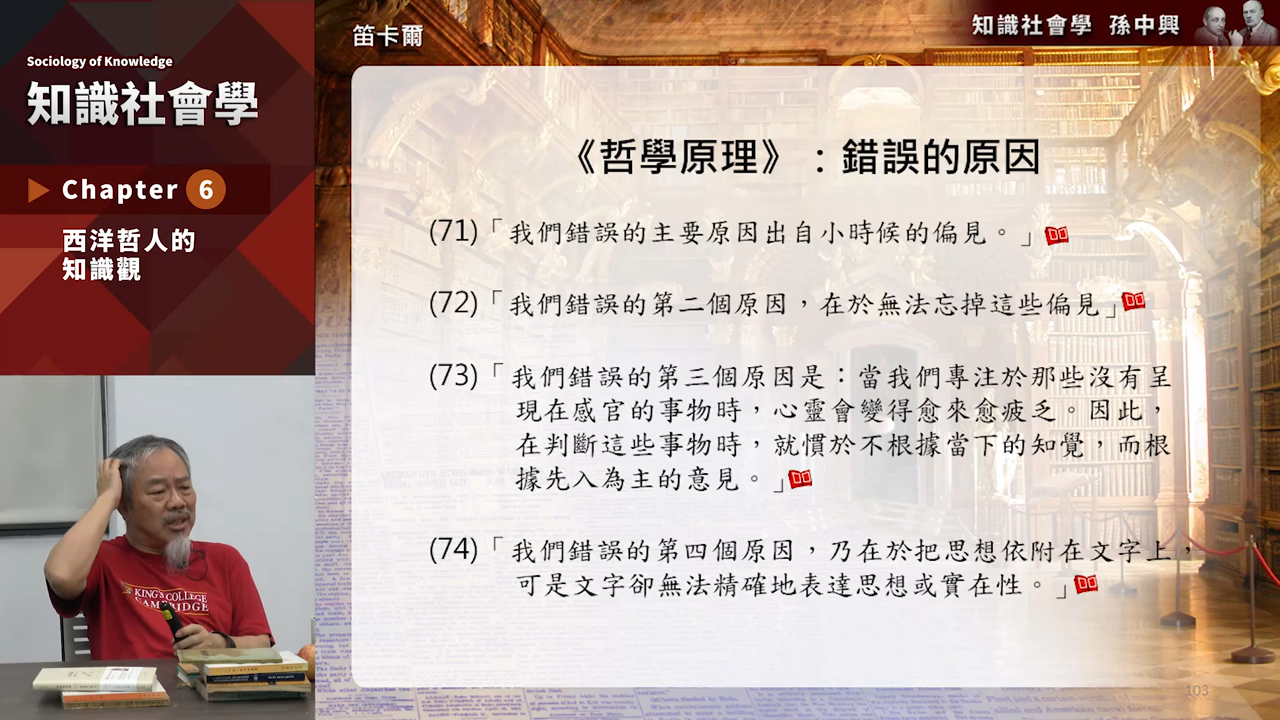 Sociology of Knowledge
知識社會學
Chapter 6
西洋哲人的
知識觀
笛卡爾
知識社會學 孫中興
《哲學原理》：錯誤的原因
(71)「我們錯誤的主要原因出自小時候的偏見。」
(72)「我們錯誤的第二個原因，在於無法忘掉這些偏見」
(73)「我們錯誤的第三個原因是：當我們專注於那些沒有呈
現在感官的事物時，心靈會變得愈來愈疲乏。因此，
在判斷這些事物時，就慣於不根據當下的知覺，而根
據先入為主的意見。」
(74)「我們錯誤的第四個原因，乃在於把思想依附在文字上，
可是文字卻無法精確地表達思想或實在性。」
KING'S COLLEGE
CAMBRIDGE
103